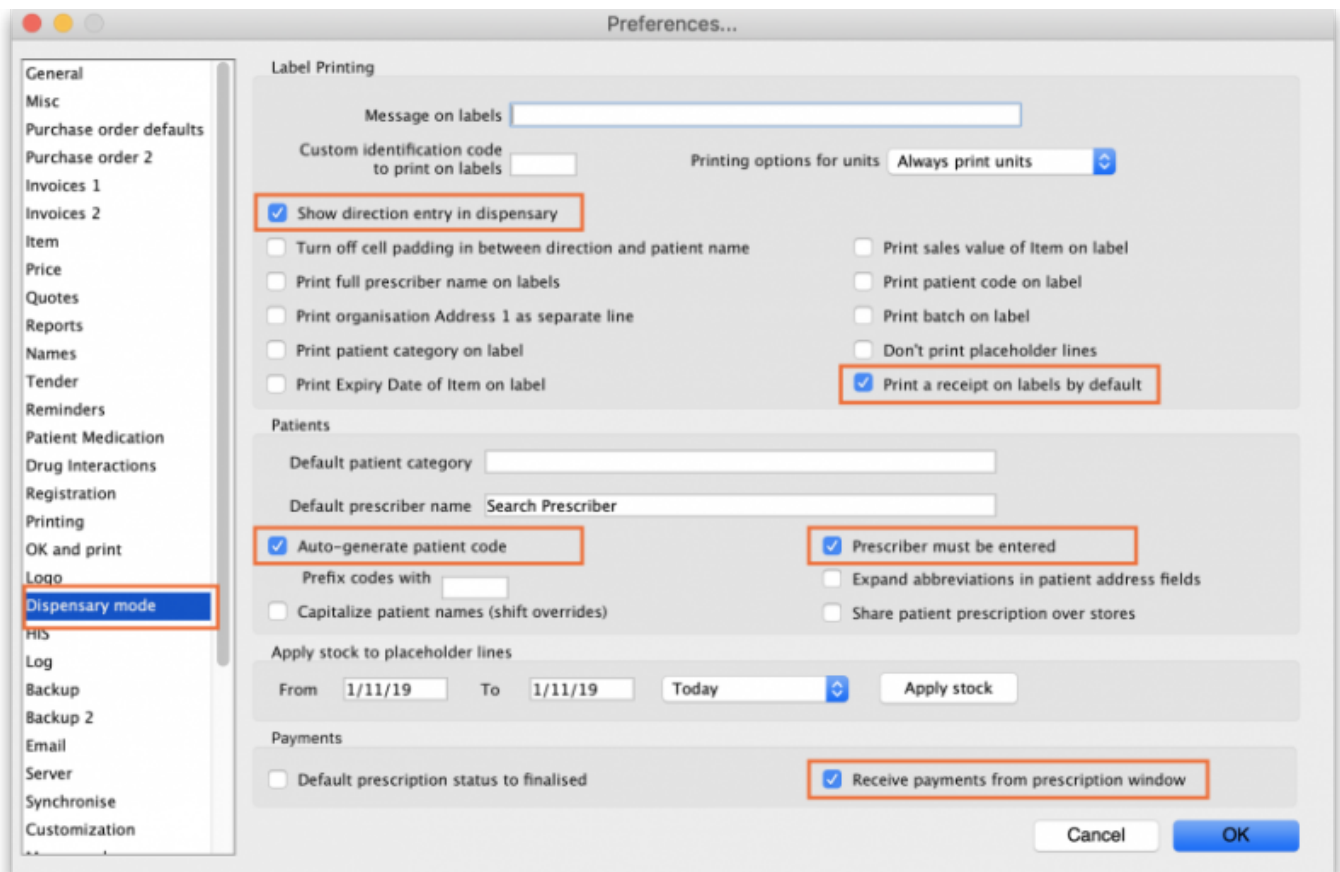 Preferences...
General
Misc
Purchase order defaults
Purchase order 2
Invoices 1
Invoices 2
Item
Price
Quotes
Reports
Names
Tender
Reminders
Patient Medication
Drug Interactions
Registration
Printing
OK and print
Logo
Dispensary mode
HIS
Log
Backup
Backup 2
Email
Server
Synchronise
Customization
Label Printing
Message on labels
Custom identification code
to print on labels
Printing options for units Always print units
Show direction entry in dispensary
Turn off cell padding in between direction and patient name
Print sales value of Item on label
Print full prescriber name on labels
Print patient code on label
Print organisation Address 1 as separate line
Print batch on label
Print patient category on label
Don't print placeholder lines
Print Expiry Date of Item on label
Print a receipt on labels by default
Patients
Default patient category
Default prescriber name Search Prescriber
Auto-generate patient code
Prescriber must be entered
Prefix codes with
Expand abbreviations in patient address fields
Capitalize patient names (shift overrides)
Share patient prescription over stores
Apply stock to placeholder lines
From 1/11/19 To 1/11/19 Today Apply stock
Payments
Default prescription status to finalised
Receive payments from prescription window
Cancel OK